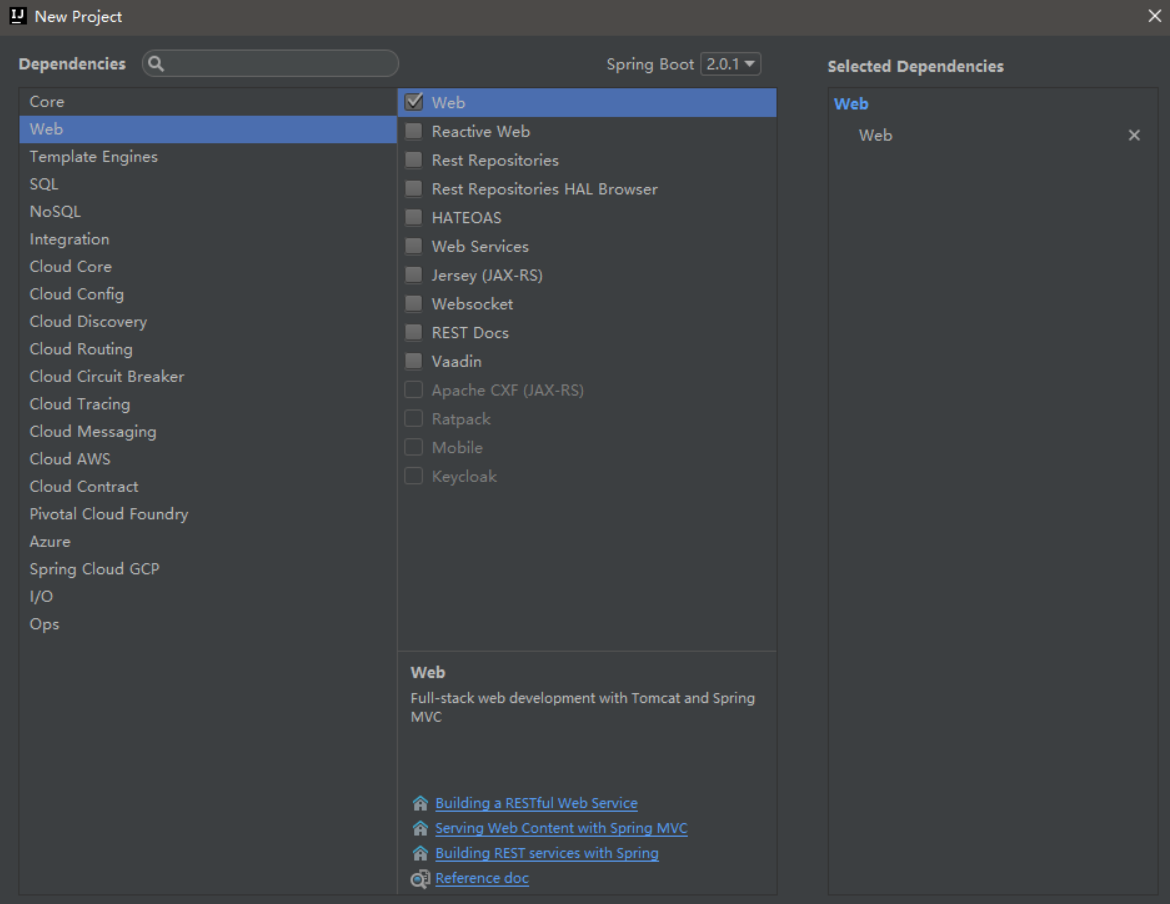 New Project
Dependencies
Spring Boot 2.0.1
Selected Dependencies
Core
Web
Template Engines
SQL
NoSQL
Integration
Cloud Core
Cloud Config
Cloud Discovery
Cloud Routing
Cloud Circuit Breaker
Cloud Tracing
Cloud Messaging
Cloud AWS
Cloud Contract
Pivotal Cloud Foundry
Azure
Spring Cloud GCP
I/O
Ops
Web
Reactive Web
Rest Repositories
Rest Repositories HAL Browser
HATEOAS
Web Services
Jersey (JAX-RS)
Websocket
REST Docs
Vaadin
Apache CXF (JAX-RS)
Ratpack
Mobile
Keycloak
Web
Full-stack web development with Tomcat and Spring
MVC
Building a RESTful Web Service
Serving Web Content with Spring MVC
Building REST services with Spring
Reference doc
Web
Web